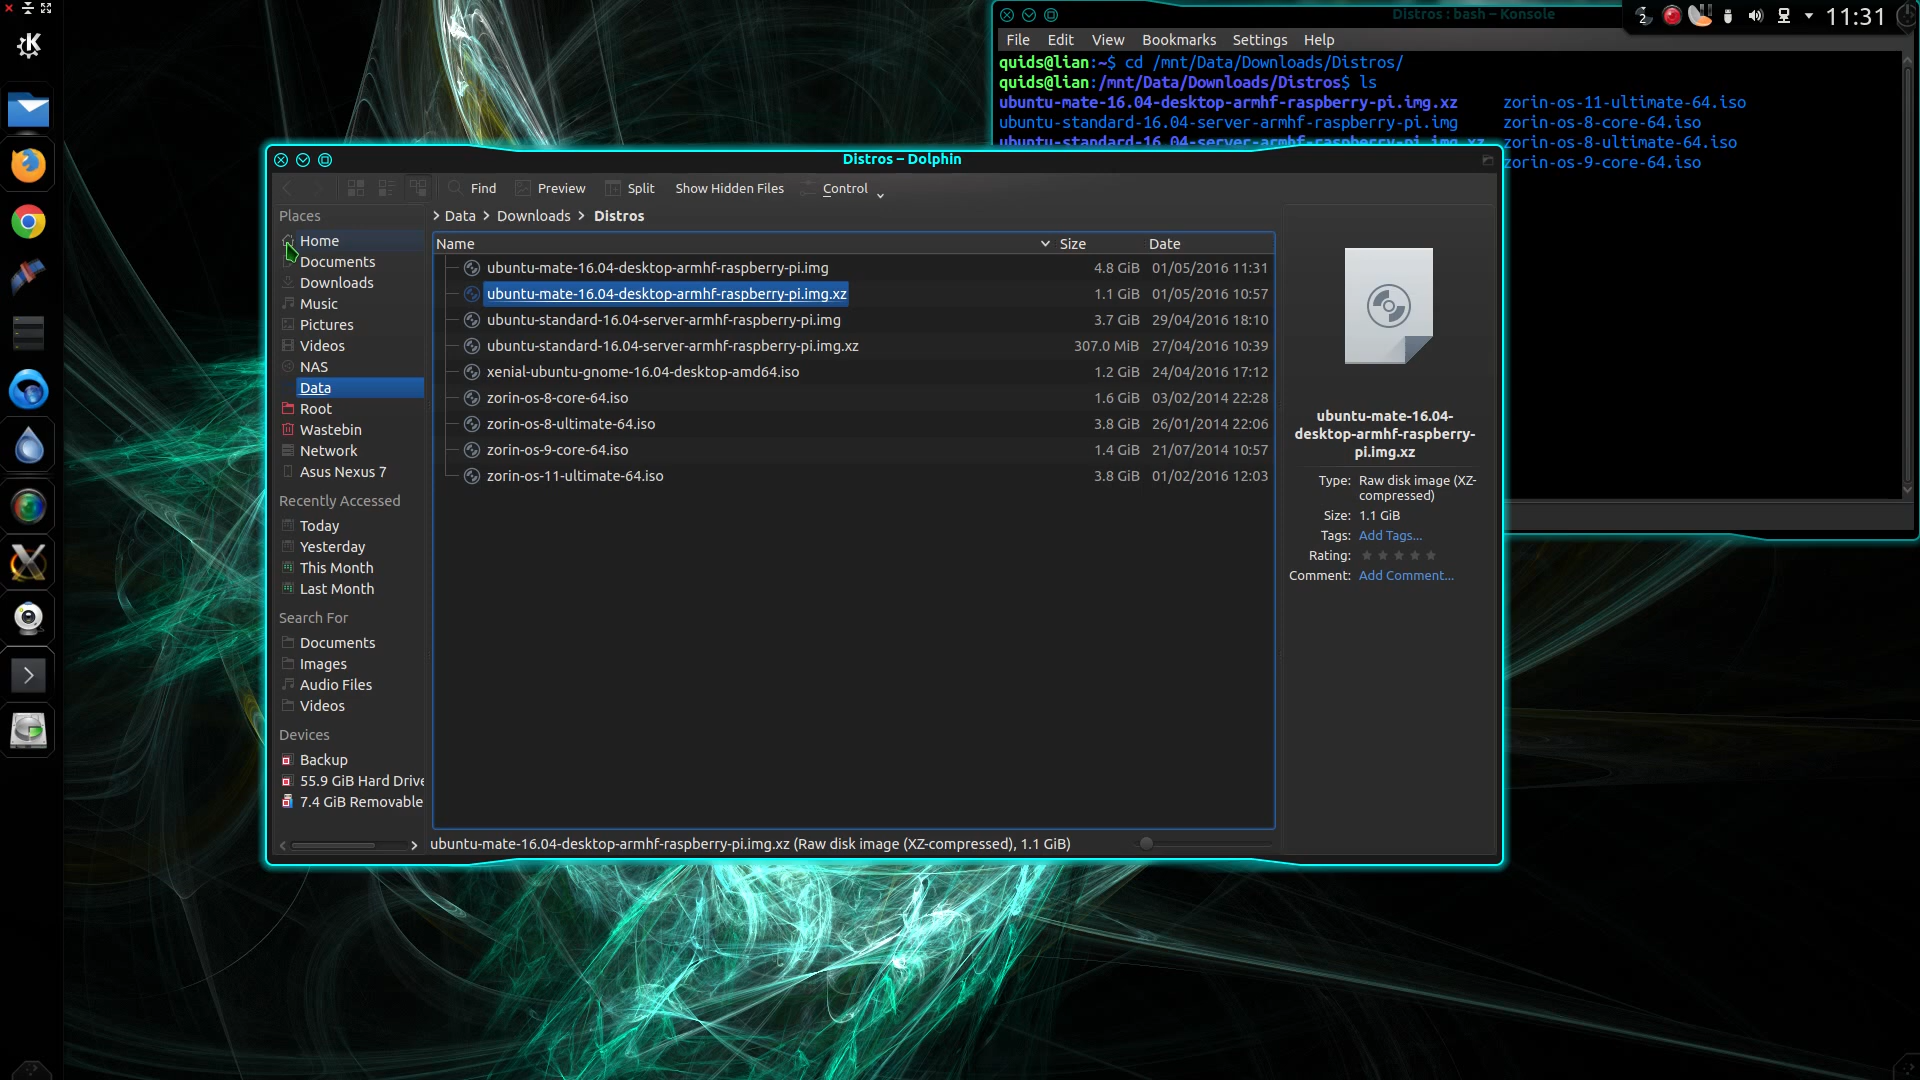 Distros : bash – Konsole
2
11:31
File Edit View Bookmarks Settings Help
quids@lian:~$ cd /mnt/Data/Downloads/Distros/
quids@lian:/mnt/Data/Downloads/Distros$ ls
ubuntu-mate-16.04-desktop-armhf-raspberry-pi.img.xz zorin-os-11-ultimate-64.iso
ubuntu-standard-16.04-server-armhf-raspberry-pi.img zorin-os-8-core-64.iso
ubuntu-standard-16.04-server-armhf-raspberry-pi.img.xz zorin-os-8-ultimate-64.iso
zorin-os-9-core-64.iso
Distros – Dolphin
Find Preview Split Show Hidden Files Control
Places
Home
Documents
Downloads
Music
Pictures
Videos
NAS
Data
Root
Wastebin
Network
Asus Nexus 7
Recently Accessed
Today
Yesterday
This Month
Last Month
Search For
Documents
Images
Audio Files
Videos
Devices
Backup
55.9 GiB Hard Drive
7.4 GiB Removable
> Data > Downloads > Distros
Name Size Date
ubuntu-mate-16.04-desktop-armhf-raspberry-pi.img 4.8 GiB 01/05/2016 11:31
ubuntu-mate-16.04-desktop-armhf-raspberry-pi.img.xz 1.1 GiB 01/05/2016 10:57
ubuntu-standard-16.04-server-armhf-raspberry-pi.img 3.7 GiB 29/04/2016 18:10
ubuntu-standard-16.04-server-armhf-raspberry-pi.img.xz 307.0 MiB 27/04/2016 10:39
xenial-ubuntu-gnome-16.04-desktop-amd64.iso 1.2 GiB 24/04/2016 17:12
zorin-os-8-core-64.iso 1.6 GiB 03/02/2014 22:28
zorin-os-8-ultimate-64.iso 3.8 GiB 26/01/2014 22:06
zorin-os-9-core-64.iso 1.4 GiB 21/07/2014 10:57
zorin-os-11-ultimate-64.iso 3.8 GiB 01/02/2016 12:03
ubuntu-mate-16.04-desktop-armhf-raspberry-pi.img.xz (Raw disk image (XZ-compressed), 1.1 GiB)
ubuntu-mate-16.04-
desktop-armhf-raspberry-
pi.img.xz
Type: Raw disk image (XZ-
compressed)
Size: 1.1 GiB
Tags: Add Tags...
Rating:
Comment: Add Comment...